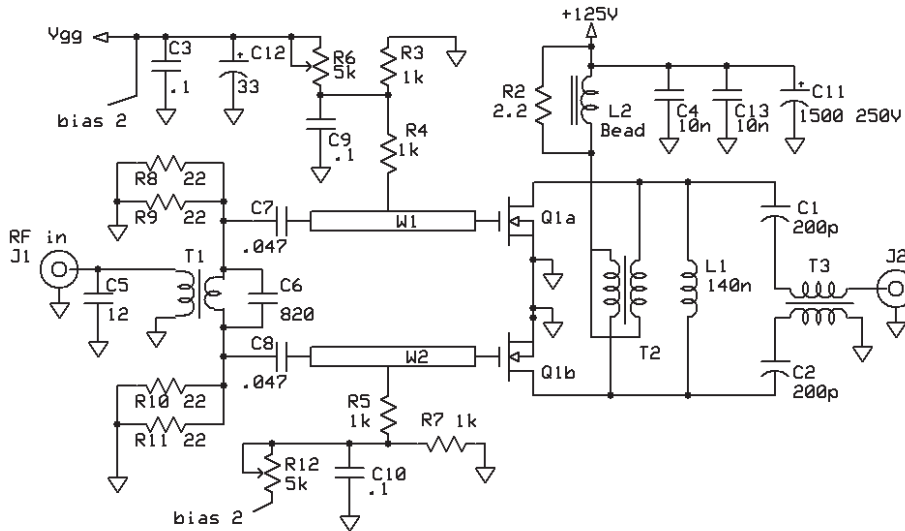 +125V
Vgg
C3
.1
C12
+
33
R6
5k
R3
1k
bias 2
C9
.1
R4
1k
R2
2.2
L2
Bead
C4
10n
C13
10n
+
C11
1500 250V
R8
22
R9
22
C7
.047
W1
Q1a
C1
200p
RF in
J1
T1
C5
12
C6
820
L1
140n
T3
J2
C8
.047
W2
Q1b
T2
C2
200p
R10
22
R11
22
R5
1k
R7 1k
R12
5k
C10
.1
bias 2